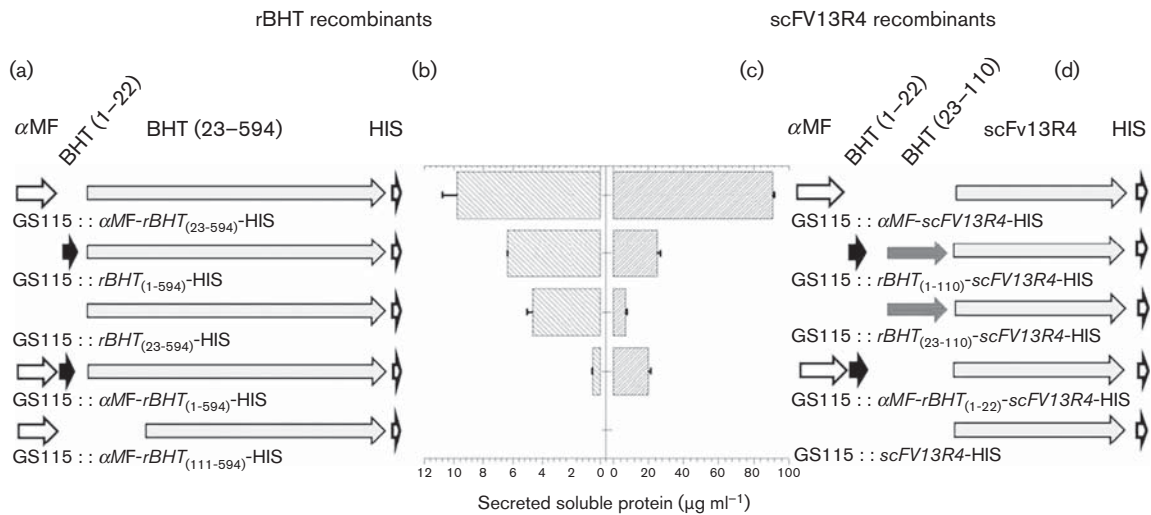 rBHT recombinants
scFV13R4 recombinants
(a)
(b)
(c)
(d)
αMF
BHT (1–22)
BHT (23–594)
HIS
αMF
BHT (1–22)
BHT (23–110)
scFv13R4
HIS
GS115 : : αMF-rBHT(23-594)-HIS
GS115 : : αMF-scFV13R4-HIS
GS115 : : rBHT(1-594)-HIS
GS115 : : rBHT(1-110)-scFV13R4-HIS
GS115 : : rBHT(23-594)-HIS
GS115 : : rBHT(23-110)-scFV13R4-HIS
GS115 : : αMF-rBHT(1-594)-HIS
GS115 : : αMF-rBHT(1-22)-scFV13R4-HIS
GS115 : : αMF-rBHT(111-594)-HIS
GS115 : : scFV13R4-HIS
12 10 8 6 4 2 0 0 20 40 60 80 100
Secreted soluble protein (μg ml⁻¹)